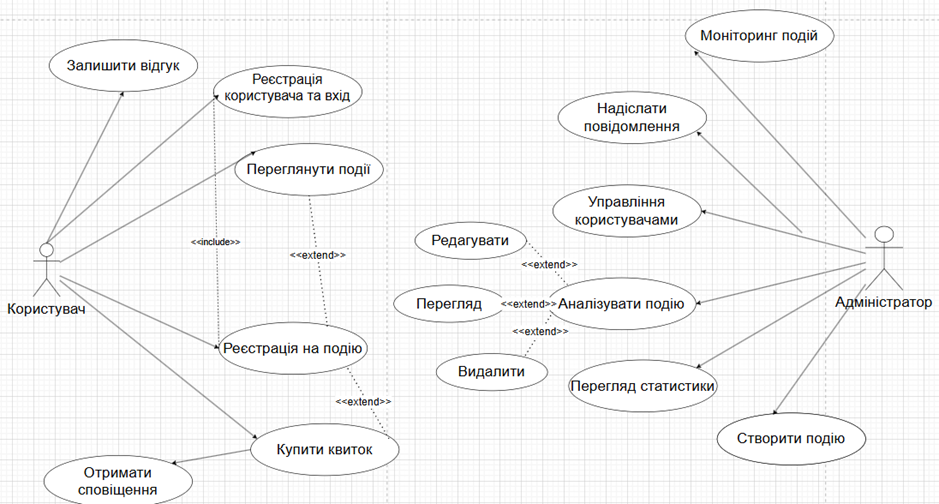 Моніторинг подій
Залишити відгук
Реєстрація
користувача та вхід
Надіслати
повідомлення
Переглянути події
Управління
користувачами
<<include>>
<<extend>>
Редагувати
<<extend>>
Користувач
Перегляд
<<extend>>
Аналізувати подію
Адміністратор
<<extend>>
Реєстрація на подію
Видалити
Перегляд статистики
<<extend>>
Купити квиток
Створити подію
Отримати
сповіщення